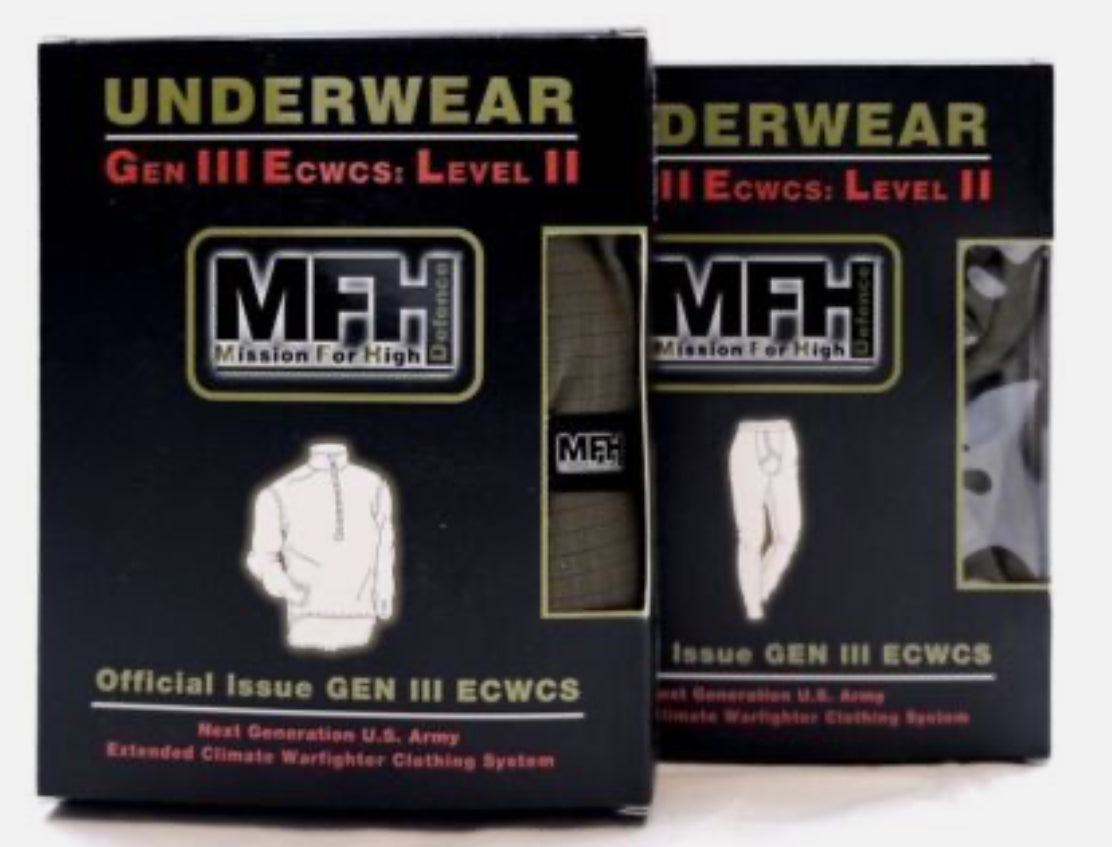 UNDERWEAR
GEN III ECWCS: LEVEL II
MFH Defence
Mission For High
MFH
Official Issue GEN III ECWCS
Next Generation U.S. Army
Extended Climate Warfighter Clothing System
DERWEAR
II ECWCS: LEVEL II
MFH Defence
Mission For High
Issue GEN III ECWCS
ext Generation U.S. Army
Climate Warfighter Clothing System